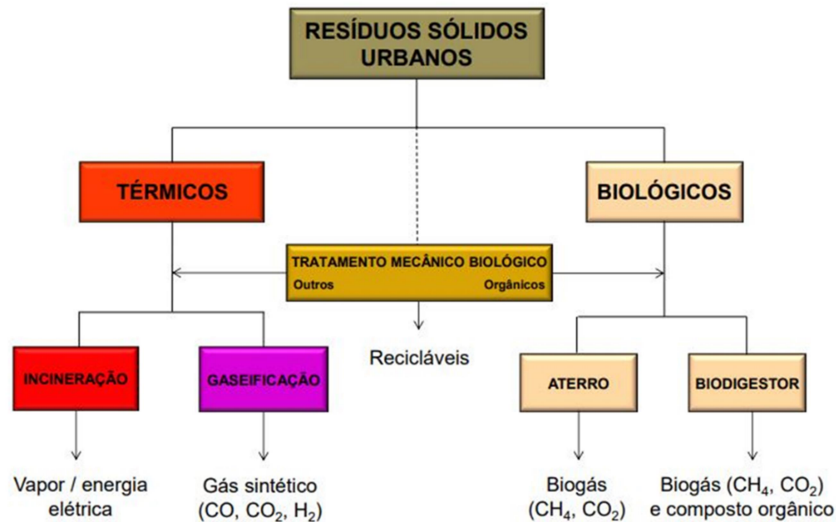 RESÍDUOS SÓLIDOS
URBANOS
TÉRMICOS
BIOLÓGICOS
TRATAMENTO MECÂNICO BIOLÓGICO
Outros Orgânicos
Recicláveis
INCINERAÇÃO
GASEIFICAÇÃO
ATERRO
BIODIGESTOR
Vapor / energia
elétrica
Gás sintético
(CO, CO₂, H₂)
Biogás
(CH₄, CO₂)
Biogás (CH₄, CO₂)
e composto orgânico